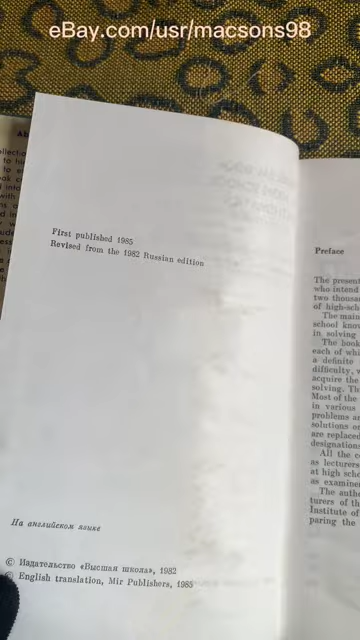 eBay.com/usr/macsons98
First published 1985
Revised from the 1982 Russian edition
На английском языке
© Издательство «Высшая школа», 1982
© English translation, Mir Publishers, 1985
Preface
The present
who intend
two thousan
of high-sch
The main
school know
in solving
The book
each of whi
a definite
difficulty, w
acquire the
solving. Th
Most of the
in various
problems a
solutions o
are replaced
designations
All the c
as lecturers
at high sch
as examine
The autho
turers of th
Institute of
paring the